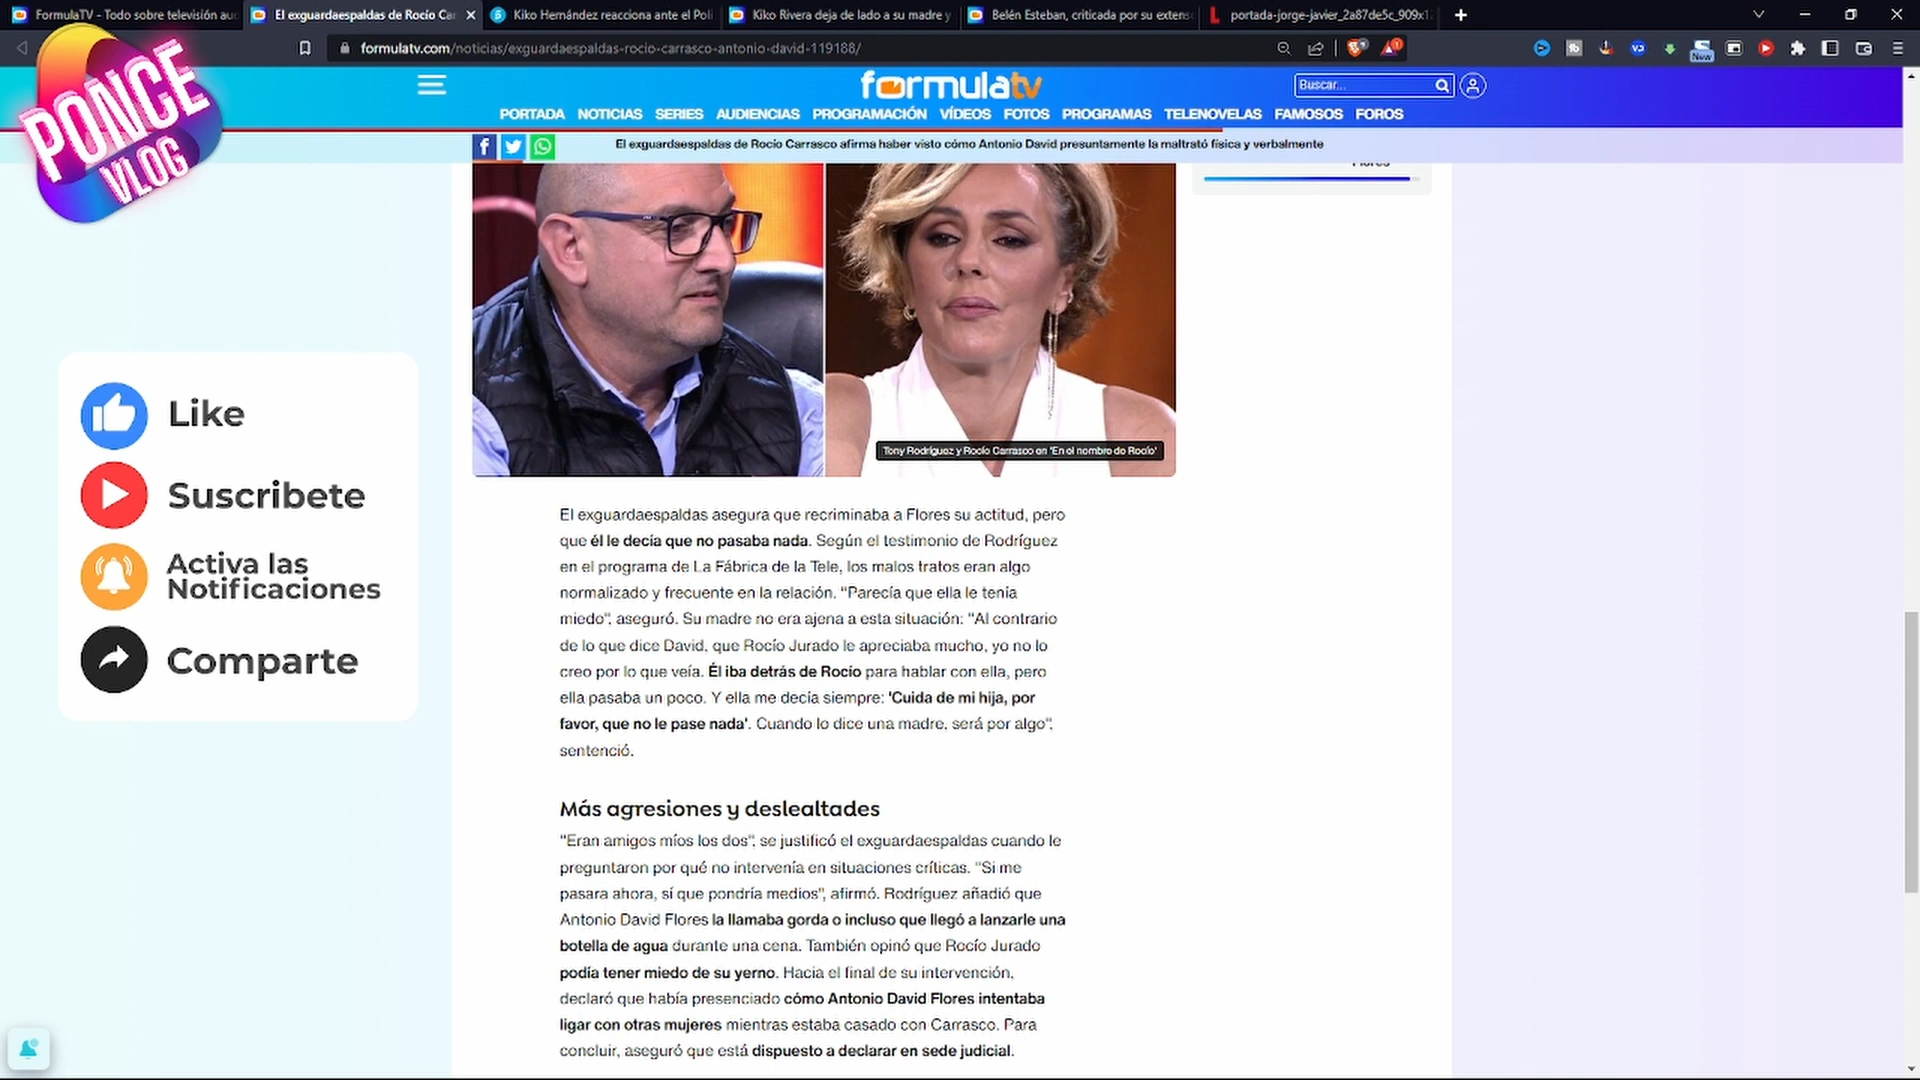 FormulaTV - Todo sobre televisión au
El exguardaespaldas de Rocío Car
Kiko Hernández reacciona ante el Poli
Kiko Rivera deja de lado a su madre y
Belén Esteban, criticada por su extens
portada-jorge-javier_2a87de5c_909x1
formulatv.com/noticias/exguardaespaldas-rocio-carrasco-antonio-david-119188/
New
PONCE
VLOG
formulatv
Buscar...
PORTADA NOTICIAS SERIES AUDIENCIAS PROGRAMACIÓN VÍDEOS FOTOS PROGRAMAS TELENOVELAS FAMOSOS FOROS
El exguardaespaldas de Rocío Carrasco afirma haber visto cómo Antonio David presuntamente la maltrató física y verbalmente
Flores
Tony Rodríguez y Rocío Carrasco en 'En el nombre de Rocío'
Like
Suscribete
Activa las
Notificaciones
Comparte
El exguardaespaldas asegura que recriminaba a Flores su actitud, pero
que él le decía que no pasaba nada. Según el testimonio de Rodríguez
en el programa de La Fábrica de la Tele, los malos tratos eran algo
normalizado y frecuente en la relación. "Parecía que ella le tenía
miedo", aseguró. Su madre no era ajena a esta situación: "Al contrario
de lo que dice David, que Rocío Jurado le apreciaba mucho, yo no lo
creo por lo que veía. Él iba detrás de Rocío para hablar con ella, pero
ella pasaba un poco. Y ella me decía siempre: 'Cuida de mi hija, por
favor, que no le pase nada'. Cuando lo dice una madre, será por algo",
sentenció.
Más agresiones y deslealtades
"Eran amigos míos los dos", se justificó el exguardaespaldas cuando le
preguntaron por qué no intervenía en situaciones críticas. "Si me
pasara ahora, sí que pondría medios", afirmó. Rodríguez añadió que
Antonio David Flores la llamaba gorda o incluso que llegó a lanzarle una
botella de agua durante una cena. También opinó que Rocío Jurado
podía tener miedo de su yerno. Hacia el final de su intervención,
declaró que había presenciado cómo Antonio David Flores intentaba
ligar con otras mujeres mientras estaba casado con Carrasco. Para
concluir, aseguró que está dispuesto a declarar en sede judicial.